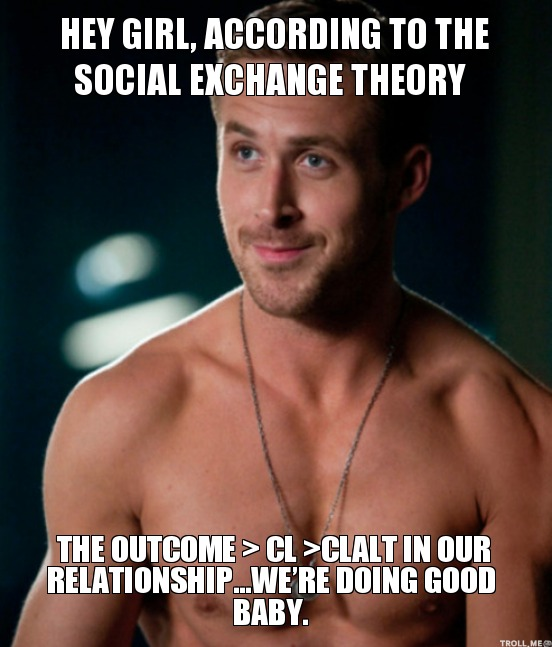 HEY GIRL, ACCORDING TO THE
SOCIAL EXCHANGE THEORY
THE OUTCOME > CL >CLALT IN OUR
RELATIONSHIP...WE'RE DOING GOOD
BABY.
TROLL.ME